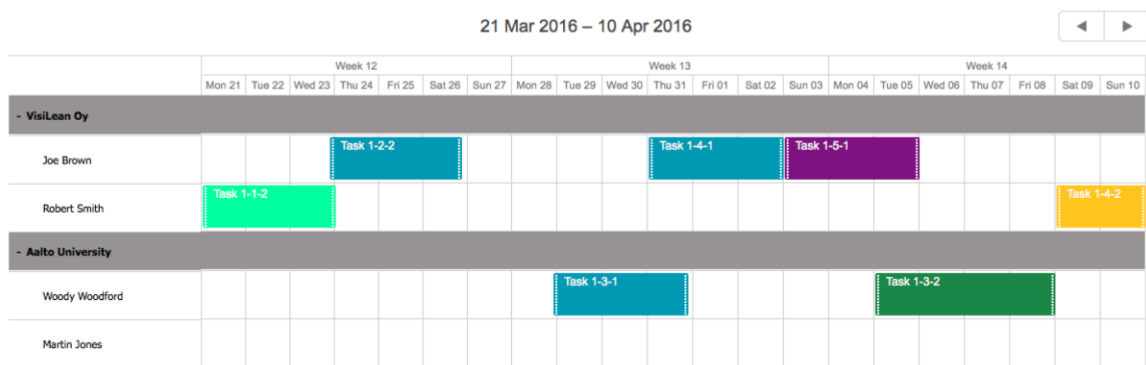 21 Mar 2016 – 10 Apr 2016
Week 12 Week 13 Week 14
Mon 21 Tue 22 Wed 23 Thu 24 Fri 25 Sat 26 Sun 27 Mon 28 Tue 29 Wed 30 Thu 31 Fri 01 Sat 02 Sun 03 Mon 04 Tue 05 Wed 06 Thu 07 Fri 08 Sat 09 Sun 10
- VisiLean Oy
Joe Brown Task 1-2-2 Task 1-4-1 Task 1-5-1
Robert Smith Task 1-1-2 Task 1-4-2
- Aalto University
Woody Woodford Task 1-3-1 Task 1-3-2
Martin Jones